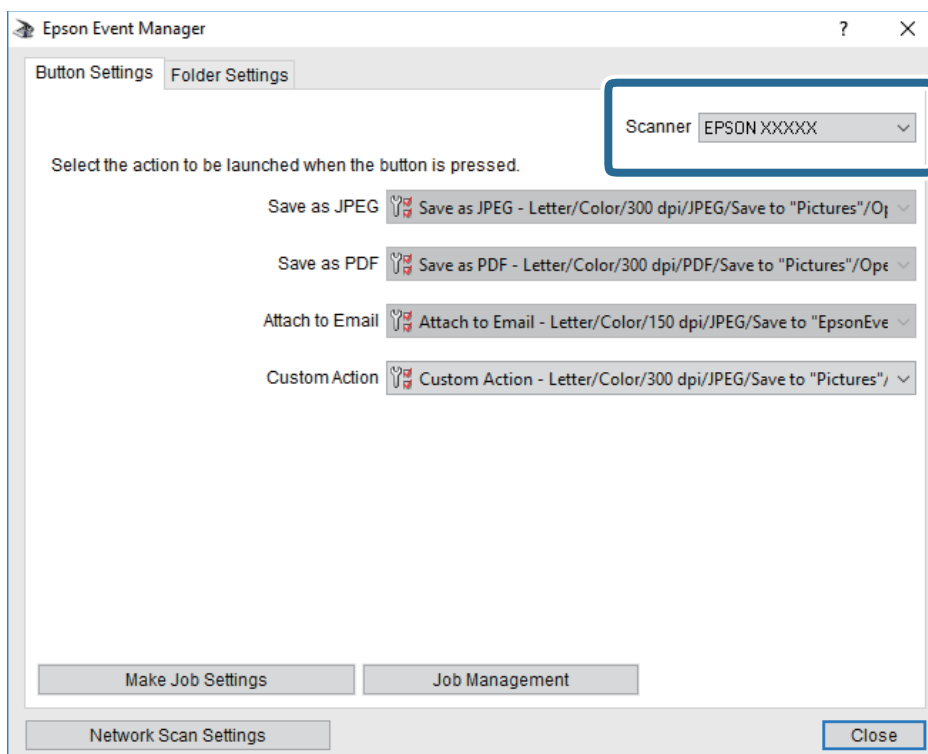 Epson Event Manager
Button Settings Folder Settings
Scanner EPSON XXXXX
Select the action to be launched when the button is pressed.
Save as JPEG Save as JPEG - Letter/Color/300 dpi/JPEG/Save to "Pictures"/Op
Save as PDF Save as PDF - Letter/Color/300 dpi/PDF/Save to "Pictures"/Ope
Attach to Email Attach to Email - Letter/Color/150 dpi/JPEG/Save to "EpsonEve
Custom Action Custom Action - Letter/Color/300 dpi/JPEG/Save to "Pictures"/
Make Job Settings Job Management
Network Scan Settings Close